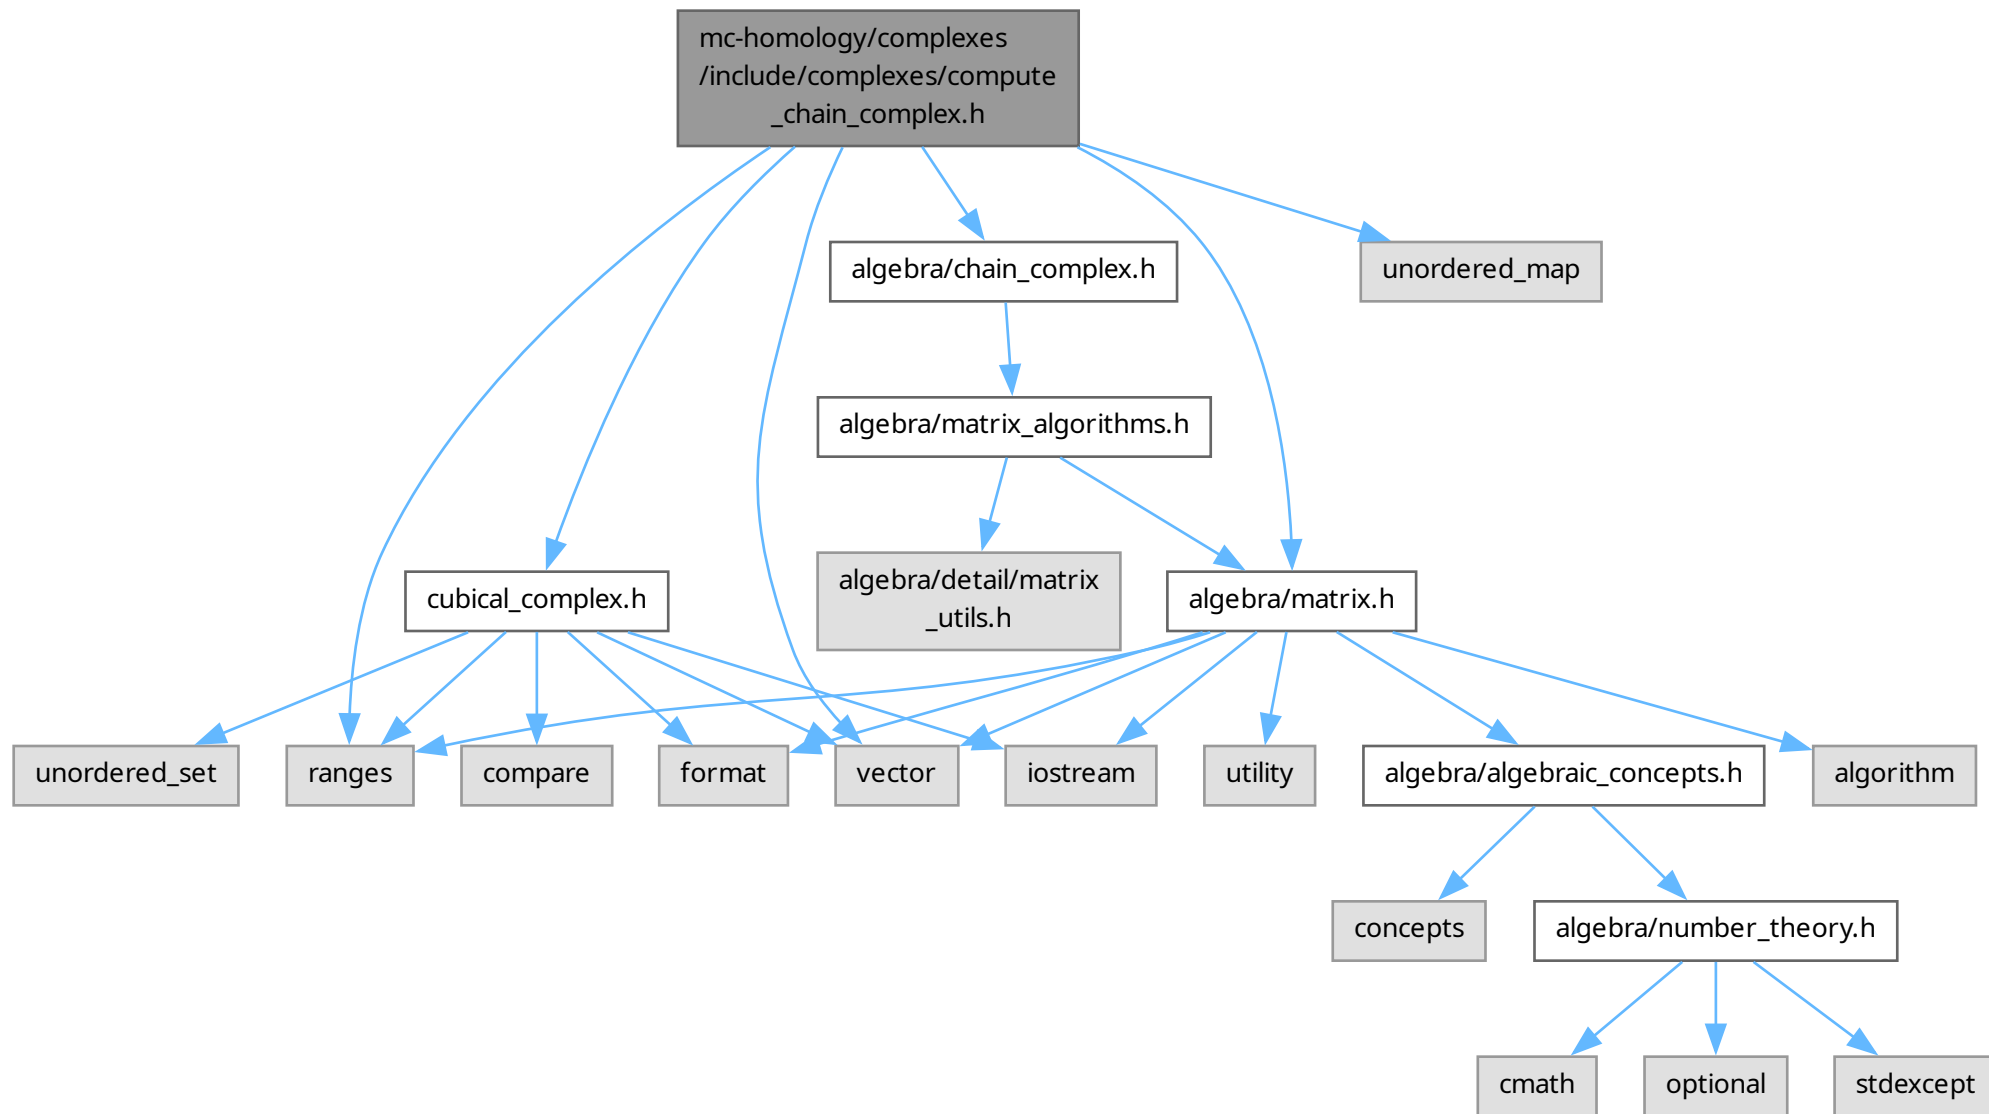 mc-homology/complexes
/include/complexes/compute
_chain_complex.h
algebra/chain_complex.h
unordered_map
algebra/matrix_algorithms.h
algebra/detail/matrix
_utils.h
cubical_complex.h
algebra/matrix.h
unordered_set
ranges
compare
format
vector
iostream
utility
algebra/algebraic_concepts.h
algorithm
concepts
algebra/number_theory.h
cmath
optional
stdexcept